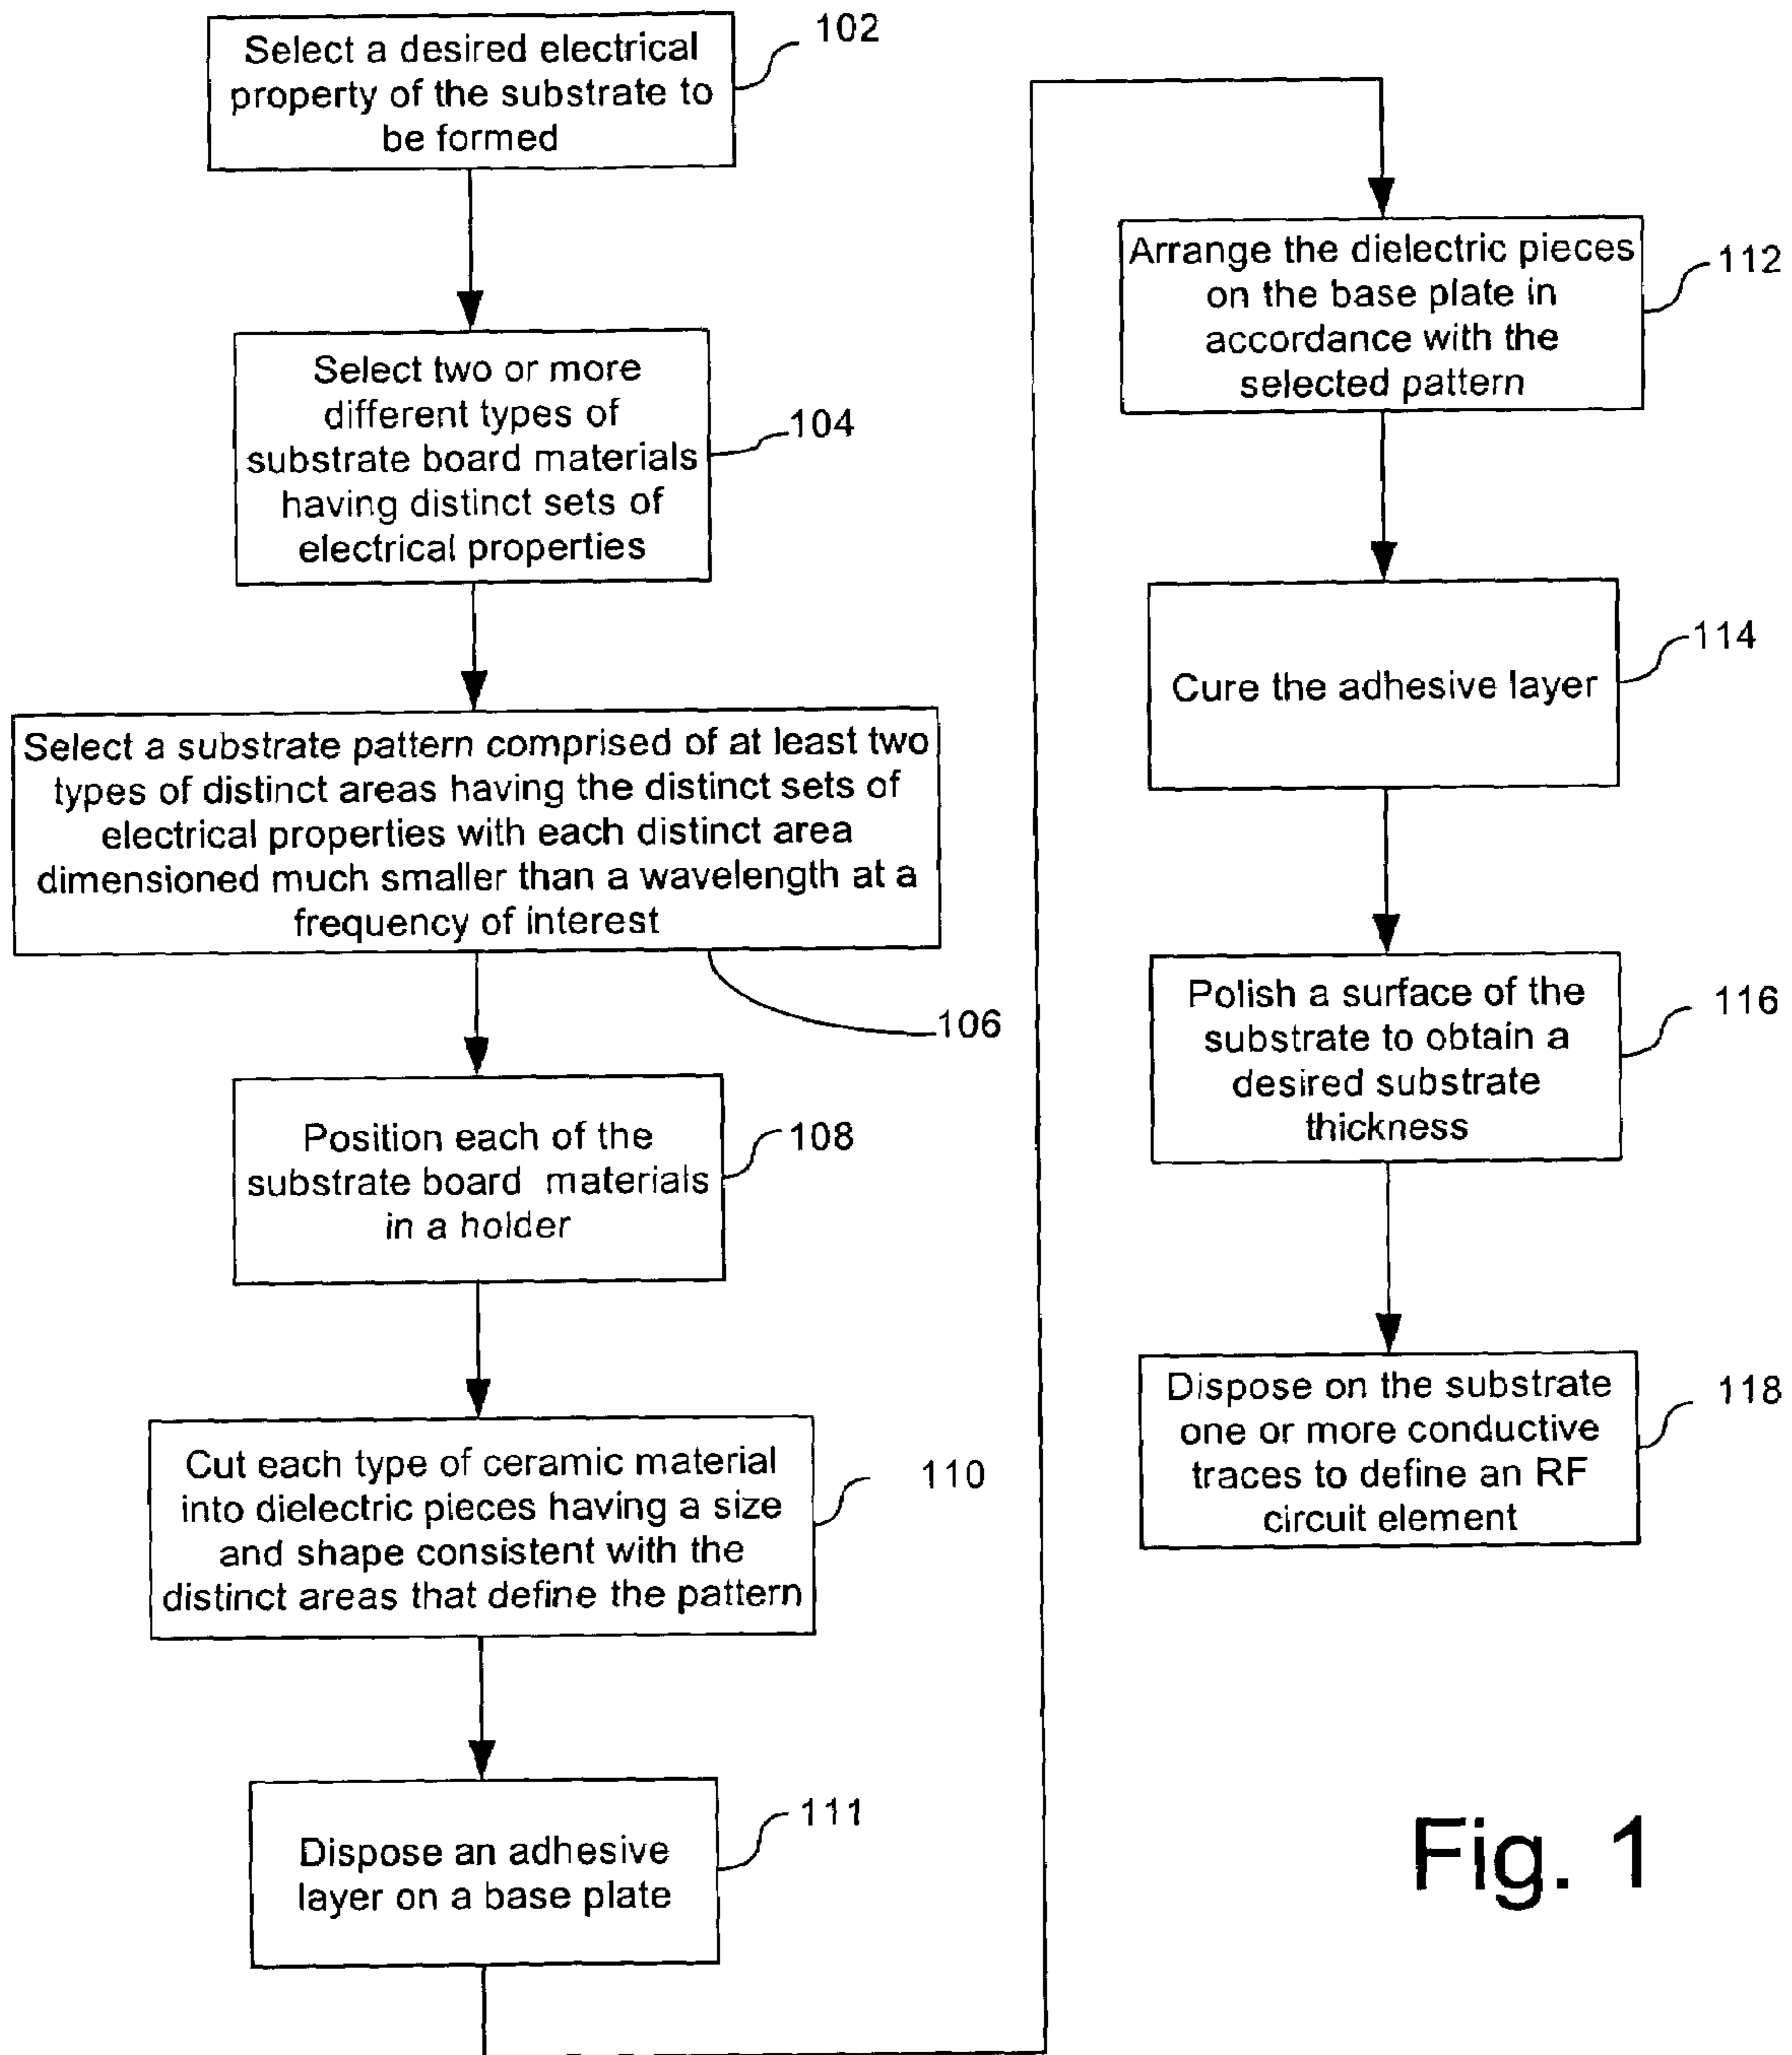 Select a desired electrical
property of the substrate to
be formed
102
Select two or more
different types of
substrate board materials
having distinct sets of
electrical properties
104
Select a substrate pattern comprised of at least two
types of distinct areas having the distinct sets of
electrical properties with each distinct area
dimensioned much smaller than a wavelength at a
frequency of interest
106
Position each of the
substrate board materials
in a holder
108
Cut each type of ceramic material
into dielectric pieces having a size
and shape consistent with the
distinct areas that define the pattern
110
Dispose an adhesive
layer on a base plate
111
Arrange the dielectric pieces
on the base plate in
accordance with the
selected pattern
112
Cure the adhesive layer
114
Polish a surface of the
substrate to obtain a
desired substrate
thickness
116
Dispose on the substrate
one or more conductive
traces to define an RF
circuit element
118
Fig. 1